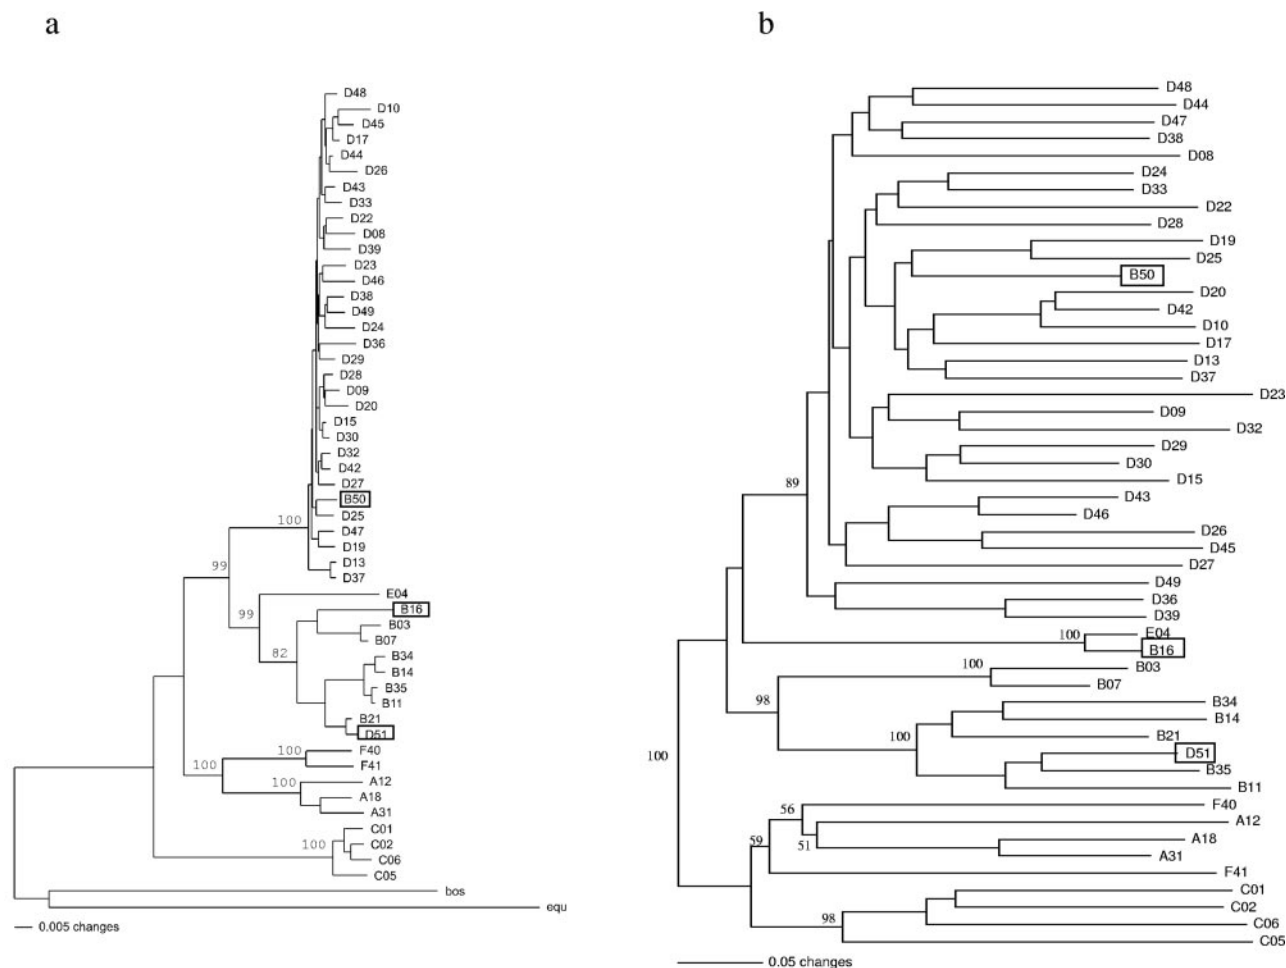 a
D48
D10
D45
D17
D44
D26
D43
D33
D22
D08
D39
D23
D46
D38
D49
D24
D36
D29
D28
D09
D20
D15
D30
D32
D42
D27
B50
D25
100
D47
D19
D13
D37
99
E04
B16
99
B03
B07
82
B34
B14
B35
B11
B21
D51
100
F40
F41
100
100
A12
A18
A31
C01
100
C02
C06
C05
bos
equ
0.005 changes
b
D48
D44
D47
D38
D08
D24
D33
D22
D28
D19
D25
B50
D20
D42
D10
D17
D13
D37
D23
D09
D32
D29
D30
D15
89
D43
D46
D26
D45
D27
D49
D36
D39
100
E04
B16
100
B03
B07
98
B34
B14
100
B21
D51
B35
B11
100
56
F40
A12
59
51
A18
A31
F41
C01
C02
98
C06
C05
0.05 changes